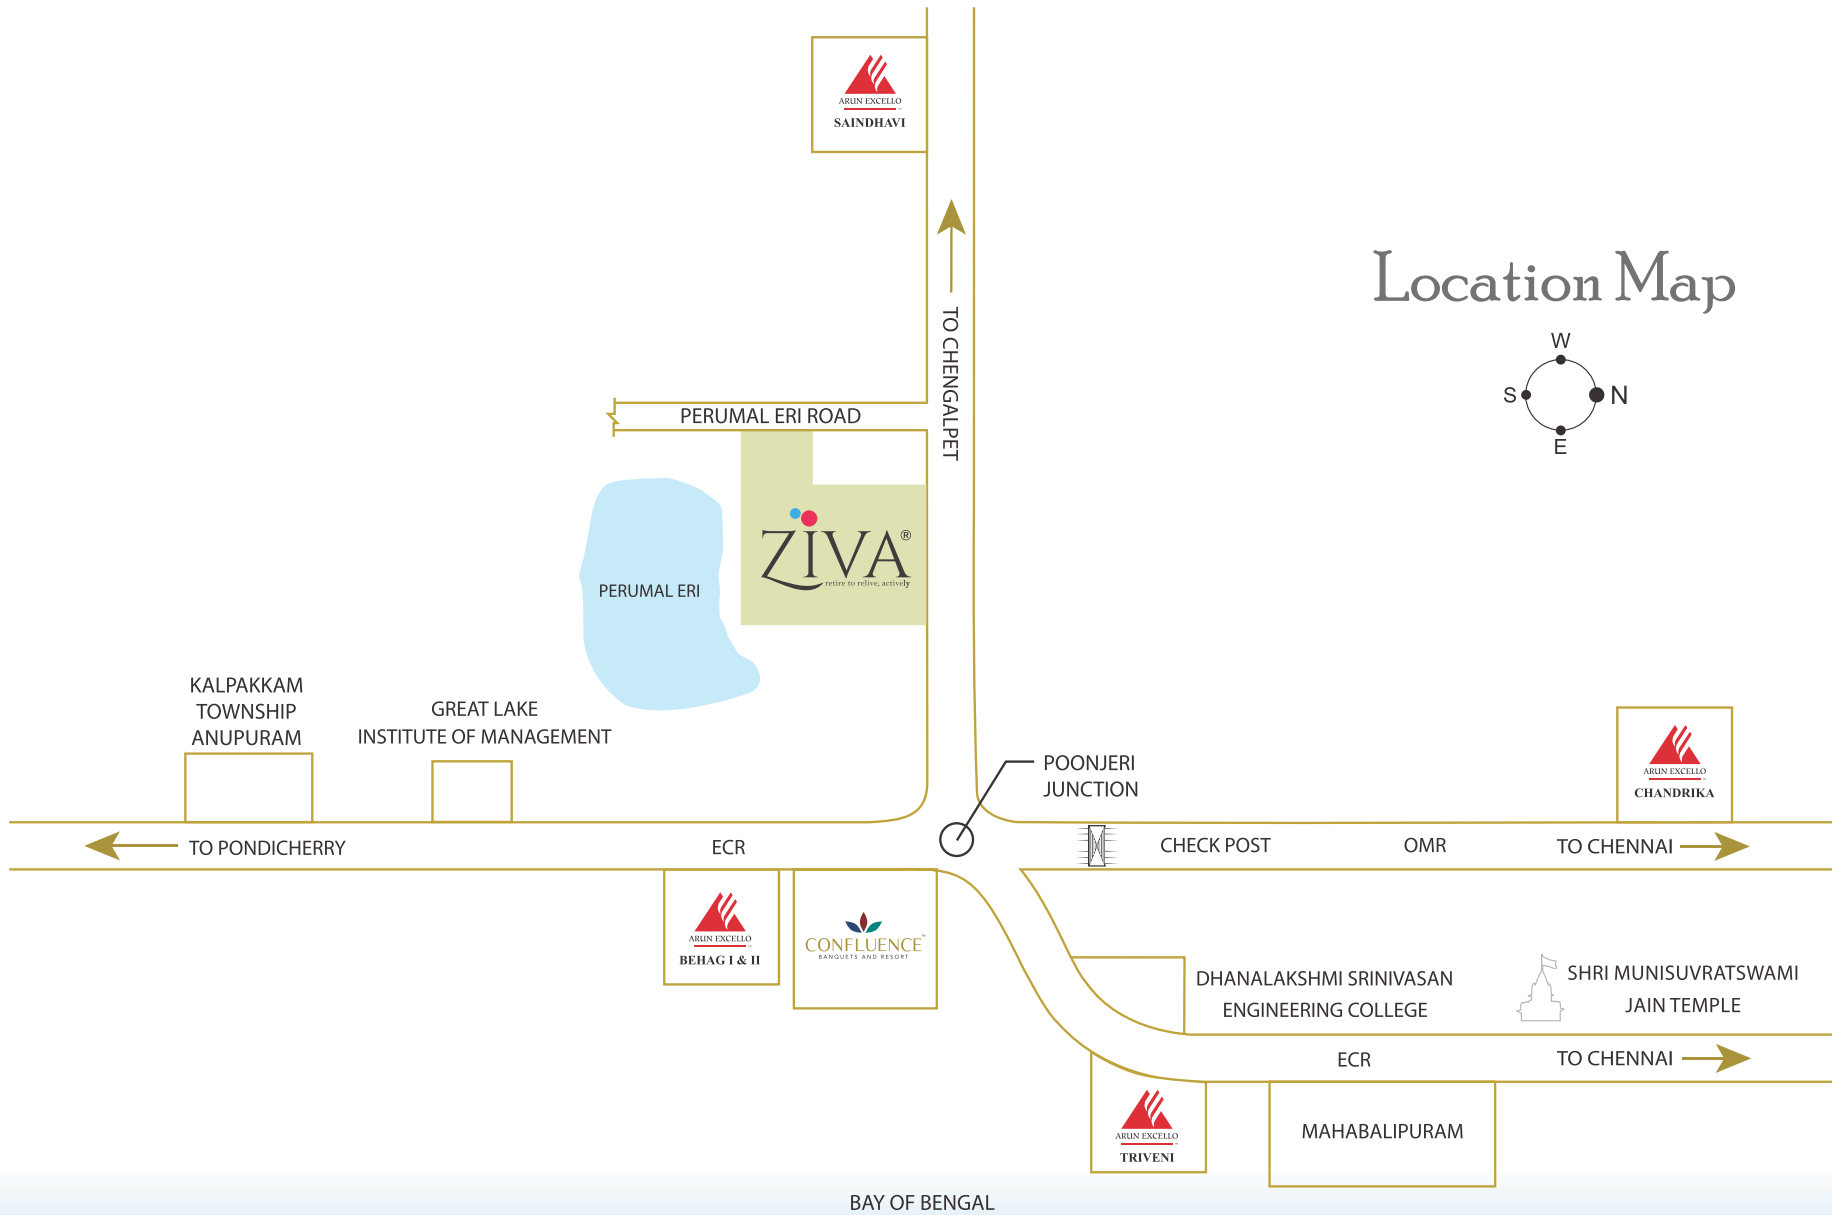 ARUN EXCELLO
SAINDHAVI
TO CHENGALPET
Location Map
W
S
N
E
PERUMAL ERI ROAD
ZIVA®
retire to relive, actively
PERUMAL ERI
KALPAKKAM
TOWNSHIP
ANUPURAM
GREAT LAKE
INSTITUTE OF MANAGEMENT
POONJERI
JUNCTION
ARUN EXCELLO
CHANDRIKA
TO PONDICHERRY
ECR
CHECK POST
OMR
TO CHENNAI
ARUN EXCELLO
BEHAG I & II
CONFLUENCE™
BANQUETS AND RESORT
DHANALAKSHMI SRINIVASAN
ENGINEERING COLLEGE
SHRI MUNISUVRATSWAMI
JAIN TEMPLE
ECR
TO CHENNAI
ARUN EXCELLO
TRIVENI
MAHABALIPURAM
BAY OF BENGAL